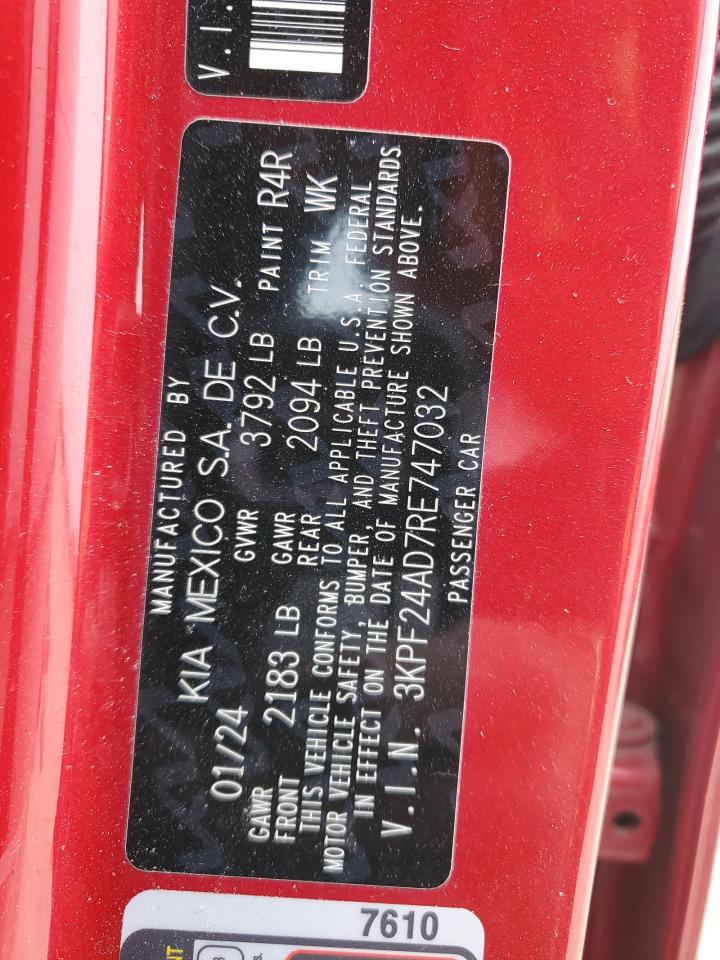 V.I.
MANUFACTURED BY
KIA MEXICO S.A. DE C.V.
01/24 GVWR 3792 LB PAINT R4R
GAWR FRONT 2183 LB GAWR REAR 2094 LB TRIM WK
THIS VEHICLE CONFORMS TO ALL APPLICABLE U.S.A. FEDERAL
MOTOR VEHICLE SAFETY, BUMPER, AND THEFT PREVENTION STANDARDS
IN EFFECT ON THE DATE OF MANUFACTURE SHOWN ABOVE.
V.I.N. 3KPF24AD7RE747032
PASSENGER CAR
7610